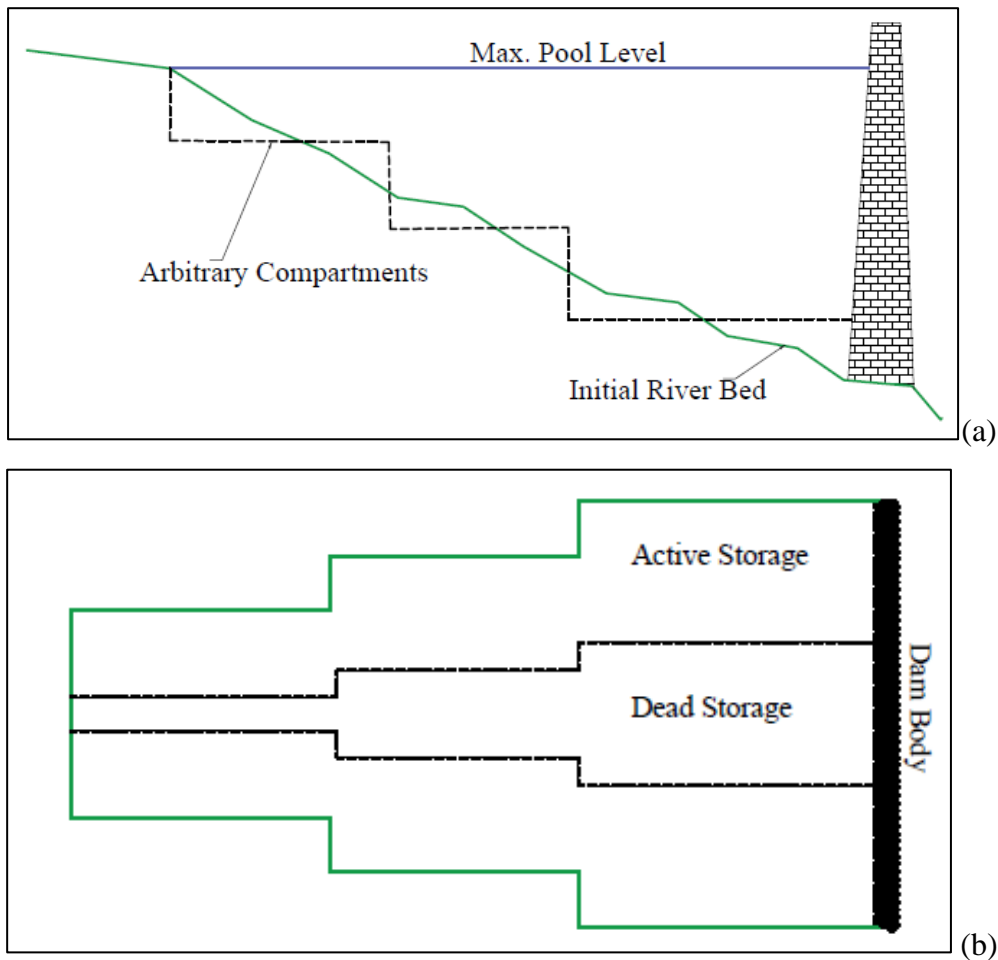 Max. Pool Level
Arbitrary Compartments
Initial River Bed
(a)
Active Storage
Dead Storage
Dam Body
(b)